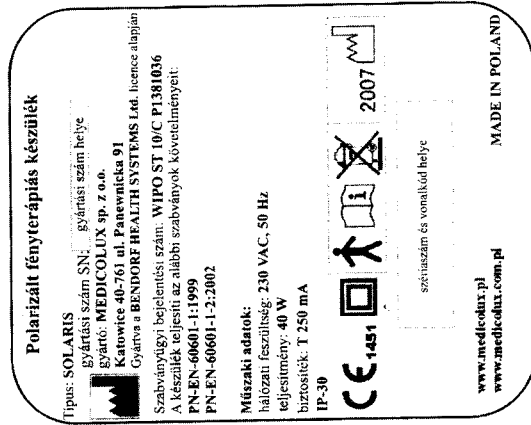 Polarizált fényterápiás készülék
Típus: SOLARIS
gyártási szám SN: gyártási szám helye
gyártó: MEDICOLUX sp. z o.o.
Katowice 40-761 ul. Panewnicka 91
Gyártva a BENDORF HEALTH SYSTEMS Ltd. licence alapján
Szabványügyi bejelentési szám: WIPO ST 10/C P1381036
A készülék teljesíti az alábbi szabványok követelményeit:
PN-EN-60601-1:1999
PN-EN-60601-1-2:2002
Műszaki adatok:
hálózati feszültség: 230 VAC, 50 Hz
teljesítmény: 40 W
biztosíték: T 250 mA
IP-30
CE 1451 i 2007
szériaszám és vonalkód helye
www.medicolux.pl
www.medicolux.com.pl MADE IN POLAND